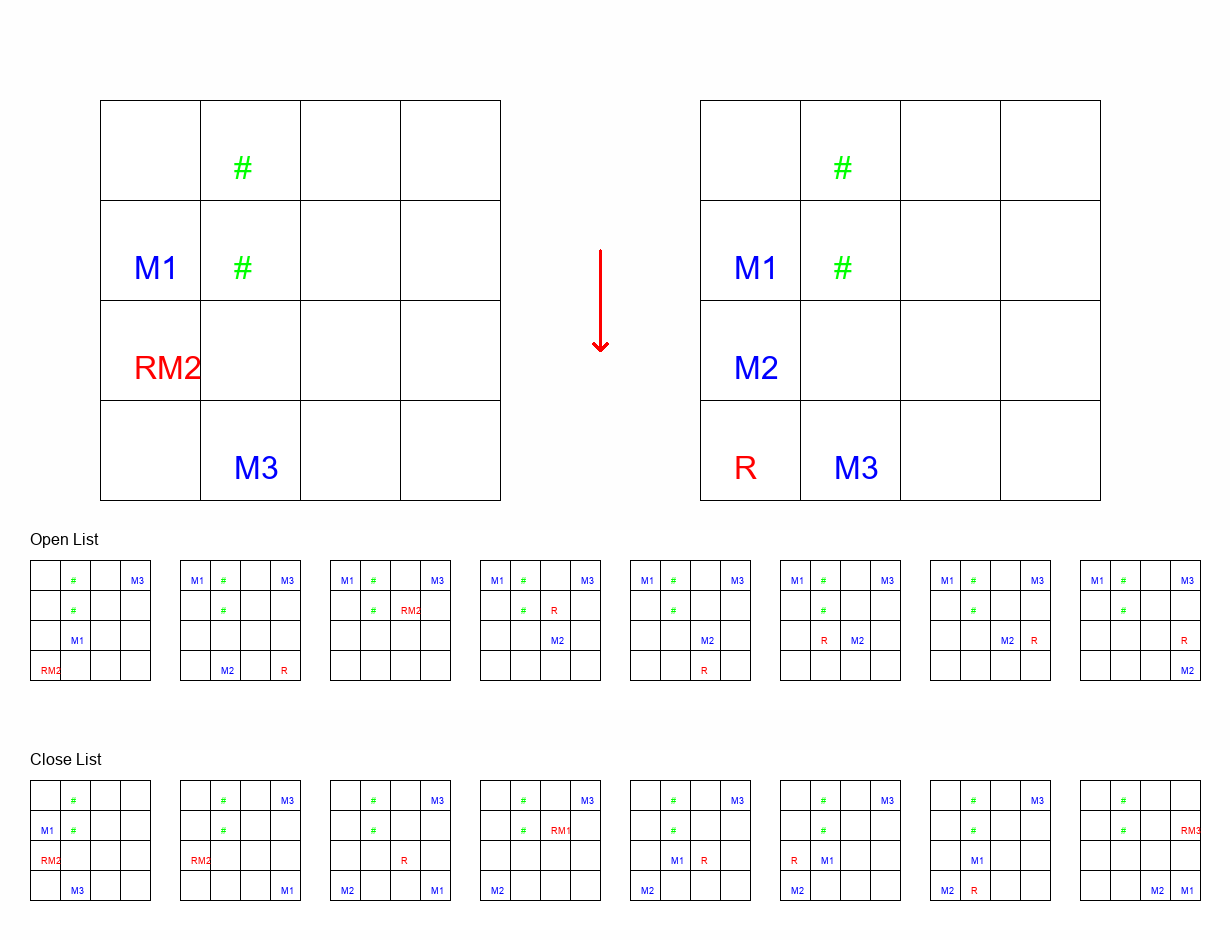 # #
M1 # M1 #
RM2 M2
M3 R M3
Open List
# M3 M1 # M3 M1 # M3 M1 # M3 M1 # M3 M1 # M3 M1 # M3 M1 # M3
# # # RM2 # R # # # #
M1 M2 M2 R M2 M2 R R
RM2 M2 R R M2
Close List
# # M3 # M3 # M3 # M3 # M3 # M3 #
M1 # # # # RM1 # # # # RM3
RM2 RM2 R M1 R R M1 M1
M3 M1 M2 M1 M2 M2 M2 M2 R M2 M1